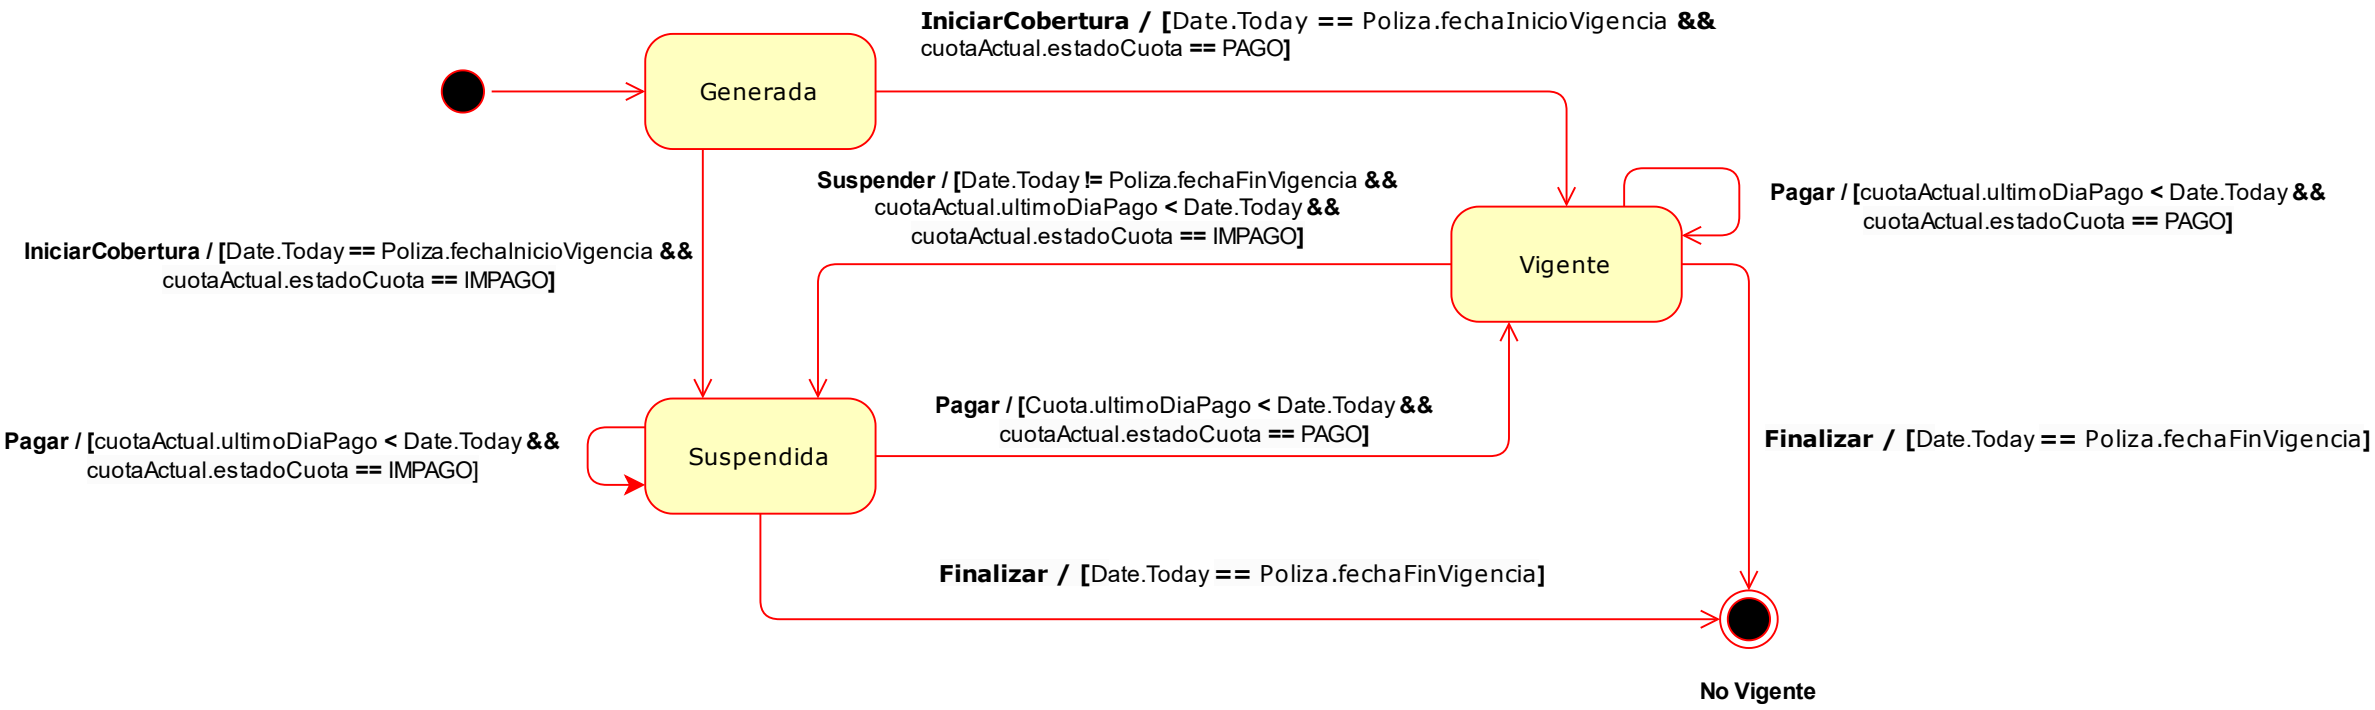 IniciarCobertura / [Date.Today == Poliza.fechaInicioVigencia &&
cuotaActual.estadoCuota == PAGO]
Generada
Suspender / [Date.Today != Poliza.fechaFinVigencia &&
cuotaActual.ultimoDiaPago < Date.Today &&
cuotaActual.estadoCuota == IMPAGO]
Pagar / [cuotaActual.ultimoDiaPago < Date.Today &&
cuotaActual.estadoCuota == PAGO]
IniciarCobertura / [Date.Today == Poliza.fechaInicioVigencia &&
cuotaActual.estadoCuota == IMPAGO]
Vigente
Pagar / [Cuota.ultimoDiaPago < Date.Today &&
cuotaActual.estadoCuota == PAGO]
Pagar / [cuotaActual.ultimoDiaPago < Date.Today &&
cuotaActual.estadoCuota == IMPAGO]
Suspendida
Finalizar / [Date.Today == Poliza.fechaFinVigencia]
Finalizar / [Date.Today == Poliza.fechaFinVigencia]
No Vigente